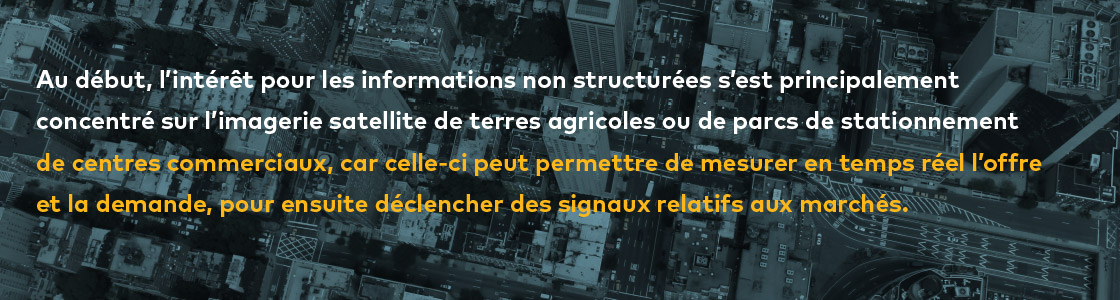 Au début, l’intérêt pour les informations non structurées s’est principalement
concentré sur l’imagerie satellite de terres agricoles ou de parcs de stationnement
de centres commerciaux, car celle-ci peut permettre de mesurer en temps réel l’offre
et la demande, pour ensuite déclencher des signaux relatifs aux marchés.